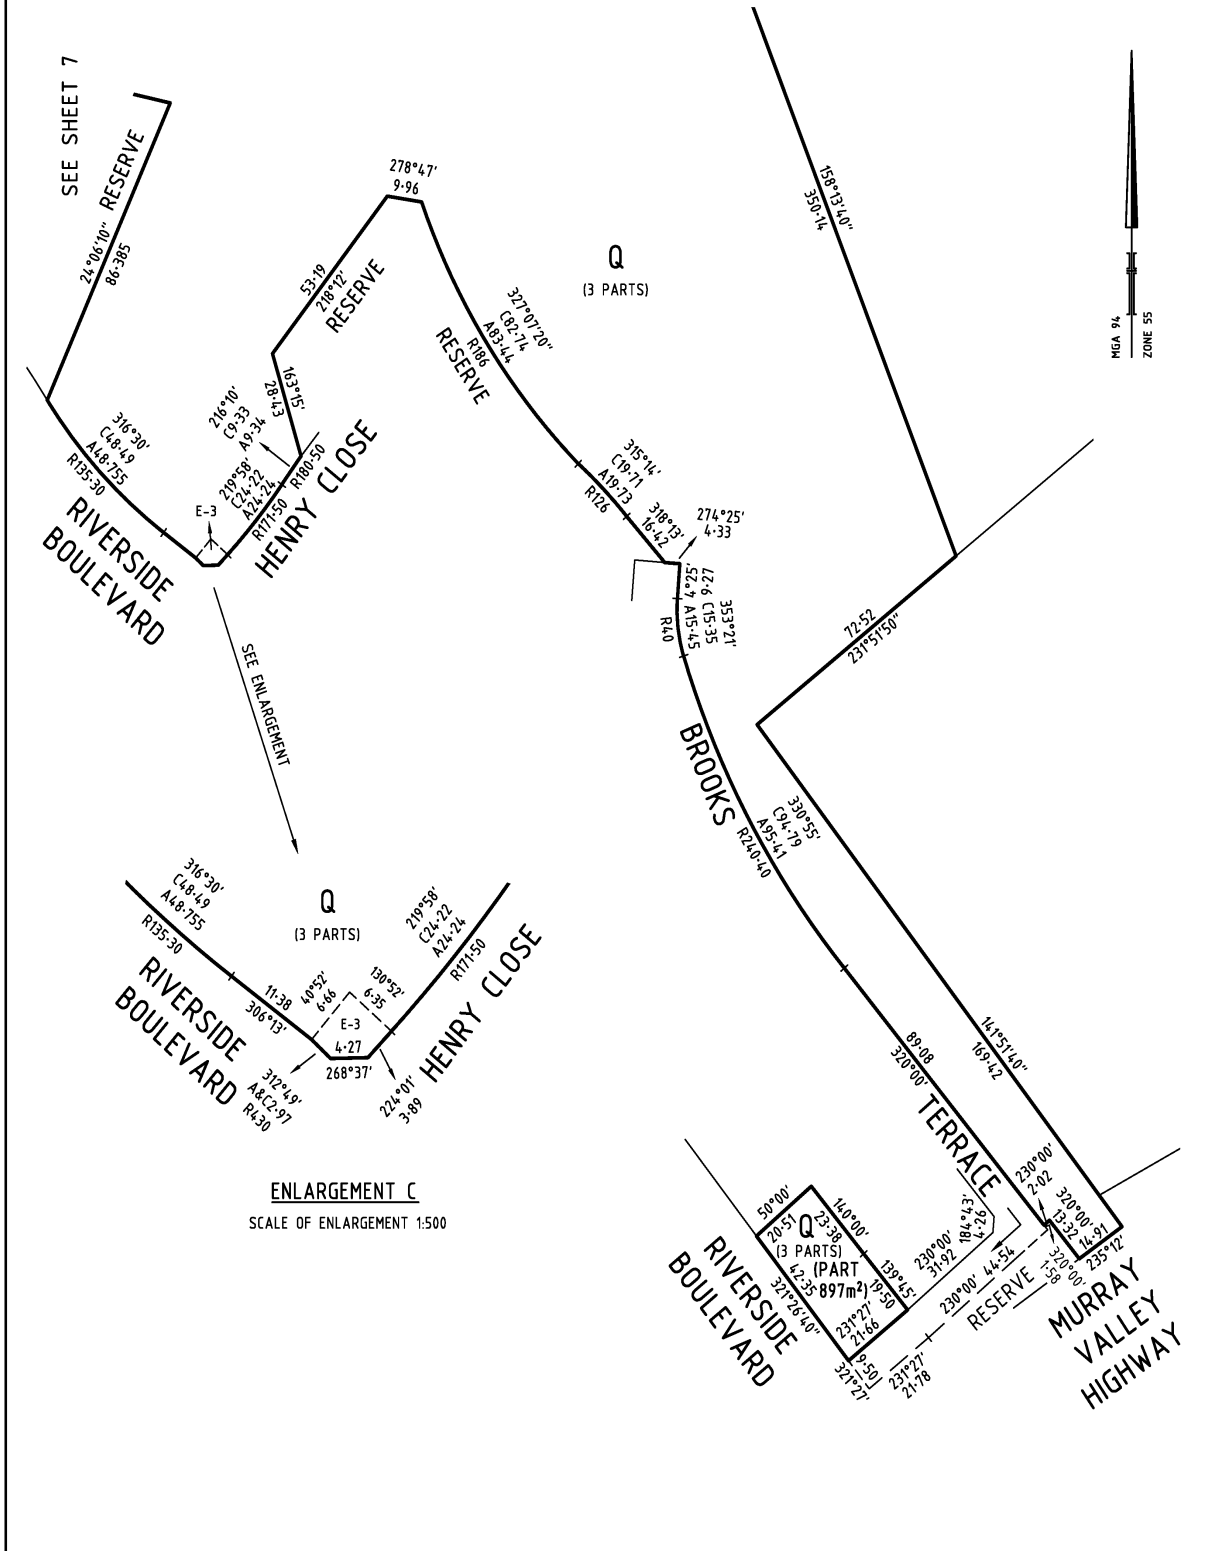 SEE SHEET 7
24°06'10" RESERVE
86·385
278°47'
9·96
53·19
218°12'
RESERVE
163°15'
28·43
Q
(3 PARTS)
158°13'40"
350·14
MGA 94
ZONE 55
327°07'20"
C82·74
A83·44
R186
RESERVE
316°30'
C48·49
A48·755
R135·30
RIVERSIDE
BOULEVARD
216°10'
C9·33
A9·34
R180·50
219°58'
C24·22
A24·24
R171·50
HENRY CLOSE
E-3
315°14'
C19·71
A19·73
R126
318°13'
16·42
274°25'
4·33
4°25'
9·27
353°21'
C15·35
A15·45
R40
72·52
231°51'50"
SEE ENLARGEMENT
BROOKS
330°55'
C94·79
A95·41
R240·40
316°30'
C48·49
A48·755
R135·30
Q
(3 PARTS)
219°58'
C24·22
A24·24
R171·50
RIVERSIDE
BOULEVARD
11·38
306°13'
40°52'
6·66
130°52'
6·35
E-3
4·27
268°37'
HENRY CLOSE
312°49'
A&C2·97
R430
224°01'
3·89
ENLARGEMENT C
SCALE OF ENLARGEMENT 1:500
141°51'40"
169·42
89·08
320°00'
TERRACE
230°00'
2·02
320°00'
13·32
14·91
235°12'
320°00'
1·58
184°43'
4·26
50°00'
20·51
140°00'
23·38
Q
(3 PARTS)
(PART
897m²)
42·35
321°26'40"
139°45'
19·50
231°27'
21·66
230°00'
31·92
230°00' 44·54
RESERVE
9·50
321°27'
231°27'
21·78
RIVERSIDE
BOULEVARD
MURRAY
VALLEY
HIGHWAY